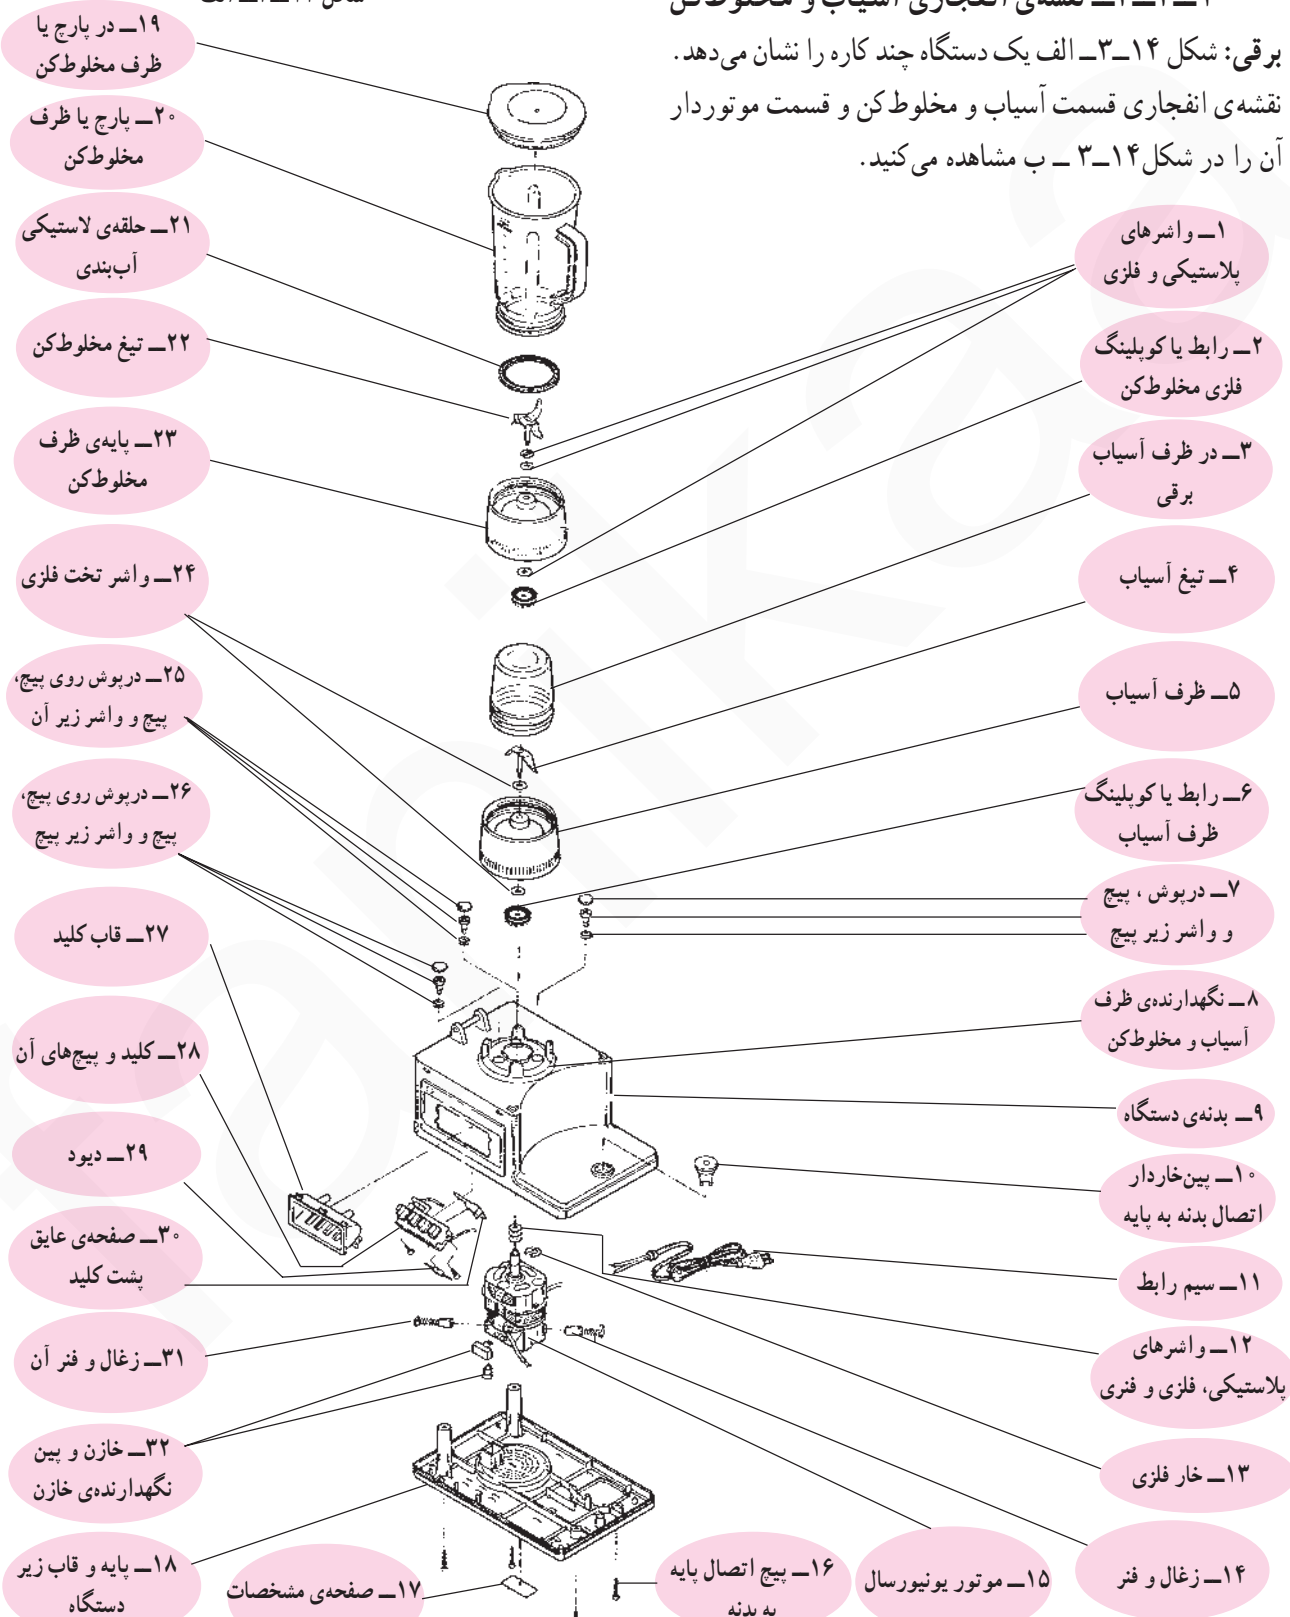 برقی: شکل ۱۴ــ۳ــ الف یک دستگاه چند کاره را نشان می‌دهد.
نقشه‌ی انفجاری قسمت آسیاب و مخلوط‌کن و قسمت موتوردار
آن را در شکل ۱۴ــ۳ ــ ب مشاهده می‌کنید.
۱ــ واشرهای
پلاستیکی و فلزی
۲ــ رابط یا کوپلینگ
فلزی مخلوط‌کن
۳ــ در ظرف آسیاب
برقی
۴ــ تیغ آسیاب
۵ــ ظرف آسیاب
۶ــ رابط یا کوپلینگ
ظرف آسیاب
۷ــ درپوش ، پیچ
و واشر زیر پیچ
۸ــ نگهدارنده‌ی ظرف
آسیاب و مخلوط‌کن
۹ــ بدنه‌ی دستگاه
۱۰ــ پین‌خاردار
اتصال بدنه به پایه
۱۱ــ سیم رابط
۱۲ــ واشرهای
پلاستیکی، فلزی و فنری
۱۳ــ خار فلزی
۱۴ــ زغال و فنر
۱۵ــ موتور یونیورسال
۱۶ــ پیچ اتصال پایه
به بدنه
۱۷ــ صفحه‌ی مشخصات
۱۸ــ پایه و قاب زیر
دستگاه
۱۹ــ در پارچ یا
ظرف مخلوط‌کن
۲۰ــ پارچ یا ظرف
مخلوط‌کن
۲۱ــ حلقه‌ی لاستیکی
آب‌بندی
۲۲ــ تیغ مخلوط‌کن
۲۳ــ پایه‌ی ظرف
مخلوط‌کن
۲۴ــ واشر تخت فلزی
۲۵ــ درپوش روی پیچ،
پیچ و واشر زیر آن
۲۶ــ درپوش روی پیچ،
پیچ و واشر زیر پیچ
۲۷ــ قاب کلید
۲۸ــ کلید و پیچ‌های آن
۲۹ــ دیود
۳۰ــ صفحه‌ی عایق
پشت کلید
۳۱ــ زغال و فنر آن
۳۲ــ خازن و پین
نگهدارنده‌ی خازن